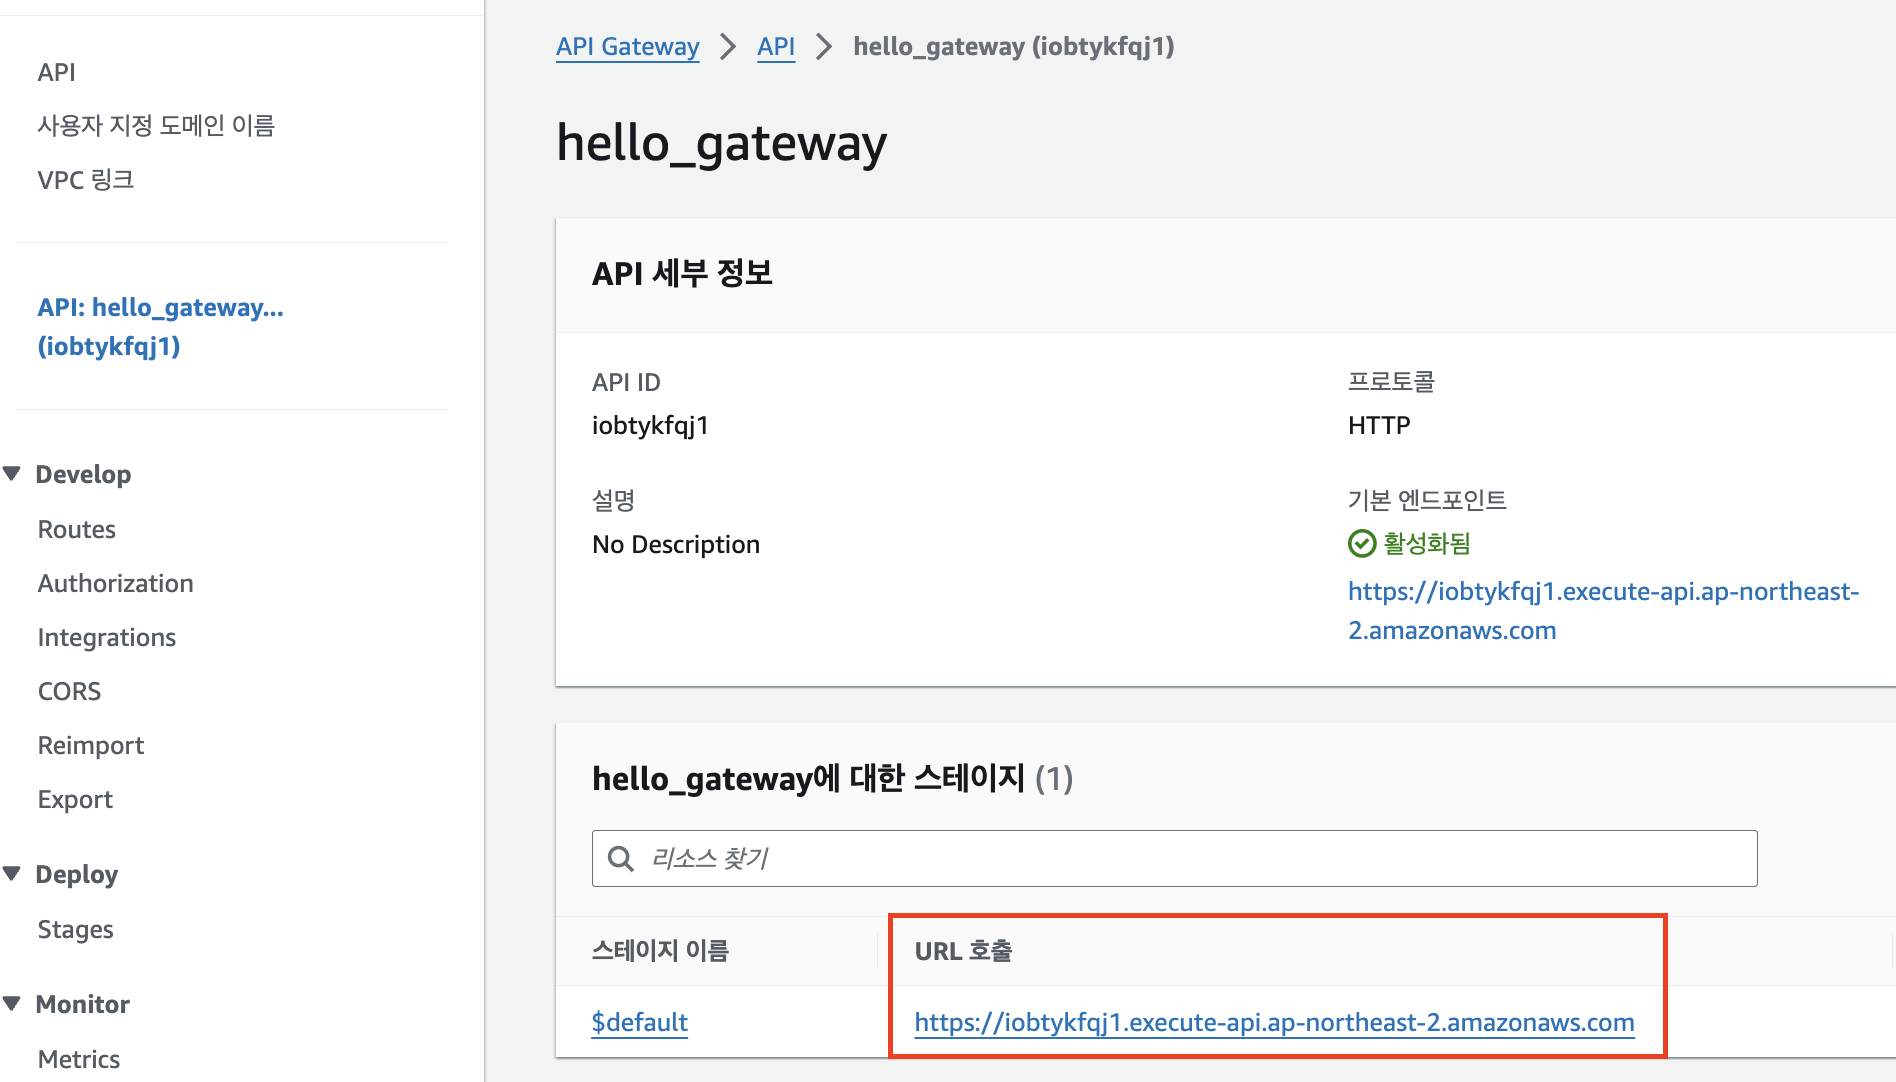 API
사용자 지정 도메인 이름
VPC 링크
API: hello_gateway...
(iobtykfqj1)
Develop
Routes
Authorization
Integrations
CORS
Reimport
Export
Deploy
Stages
Monitor
Metrics
API Gateway > API > hello_gateway (iobtykfqj1)
hello_gateway
API 세부 정보
API ID
iobtykfqj1
프로토콜
HTTP
설명
No Description
기본 엔드포인트
활성화됨
https://iobtykfqj1.execute-api.ap-northeast-
2.amazonaws.com
hello_gateway에 대한 스테이지 (1)
리소스 찾기
스테이지 이름
URL 호출
$default
https://iobtykfqj1.execute-api.ap-northeast-2.amazonaws.com